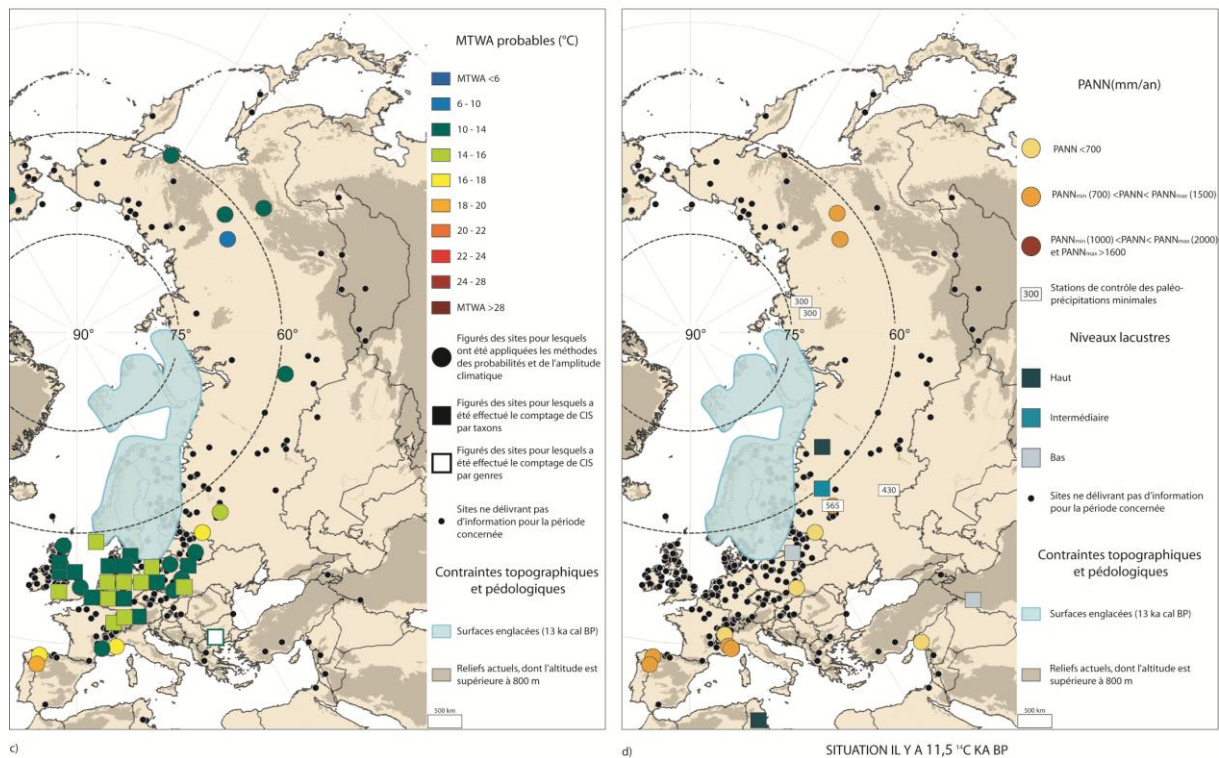 MTWA probables (°C)
MTWA <6
6 - 10
10 - 14
14 - 16
16 - 18
18 - 20
20 - 22
22 - 24
24 - 28
MTWA >28
Figurés des sites pour lesquels
ont été appliquées les méthodes
des probabilités et de l'amplitude
climatique
Figurés des sites pour lesquels a
été effectué le comptage de CIS
par taxons
Figurés des sites pour lesquels a
été effectué le comptage de CIS
par genres
Sites ne délivrant pas
d'information pour la période
concernée
Contraintes topographiques
et pédologiques
Surfaces englacées (13 ka cal BP)
Reliefs actuels, dont l'altitude est
supérieure à 800 m
500 km
90°
75°
60°
c)
PANN(mm/an)
PANN <700
PANNmin (700) <PANN< PANNmax (1500)
PANNmin (1000) <PANN< PANNmax (2000)
et PANNmax >1600
300
Stations de contrôle des paléo-
précipitations minimales
Niveaux lacustres
Haut
Intermédiaire
Bas
Sites ne délivrant pas d'information
pour la période concernée
Contraintes topographiques
et pédologiques
Surfaces englacées (13 ka cal BP)
Reliefs actuels, dont l'altitude est
supérieure à 800 m
500 km
300
300
90°
75°
60°
430
565
d)
SITUATION IL Y A 11,5 ¹⁴C KA BP